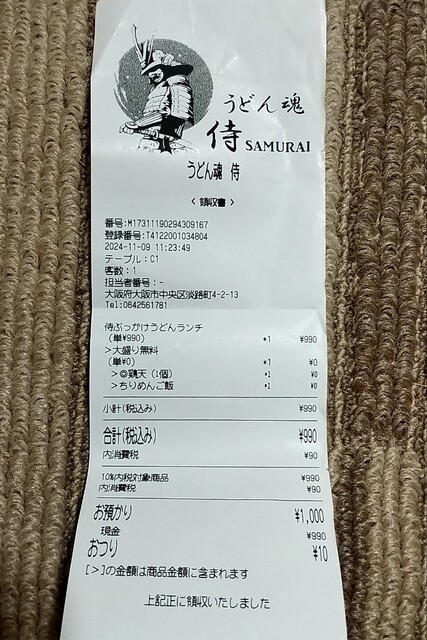 うどん魂
侍 SAMURAI
うどん魂 侍
< 領収書 >
番号:M17311190294309167
登録番号:T4122001034804
2024-11-09 11:23:49
テーブル:C1
客数:1
担当者番号:-
大阪府大阪市中央区淡路町4-2-13
Tel:0642561781
侍ぶっかけうどんランチ
(単¥990) *1 ¥990
>大盛り無料
(単¥0) *1 ¥0
>◎鶏天 (1個) *1 ¥0
>ちりめんご飯 *1 ¥0
小計(税込み) ¥990
合計(税込み) ¥990
内消費税 ¥90
10%内税対象商品 ¥990
内消費税 ¥90
お預かり ¥1,000
現金 ¥990
おつり ¥10
[>]の金額は商品金額に含まれます
上記正に領収いたしました